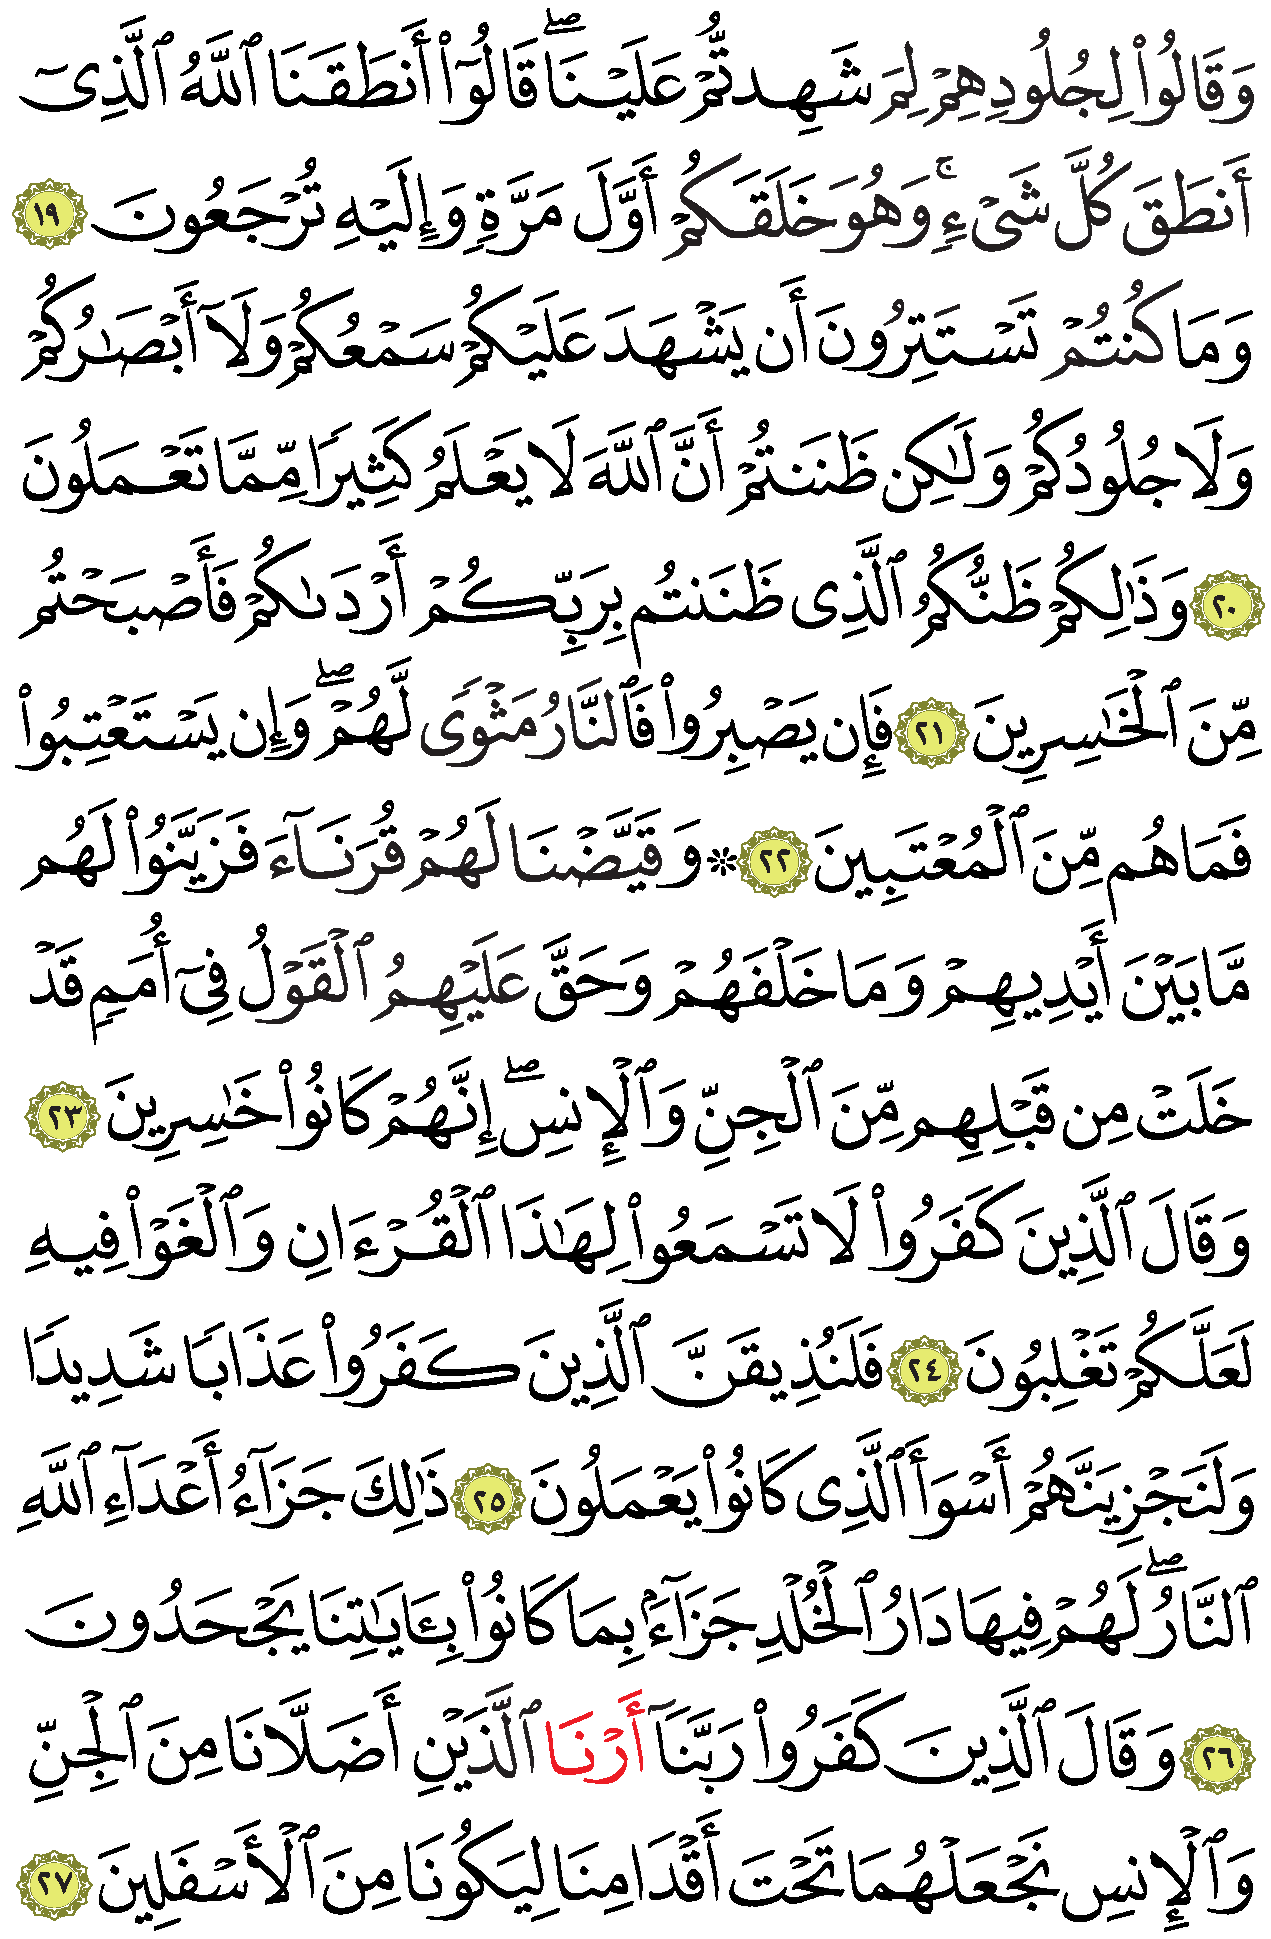 وَقَالُوا۟ لِجُلُودِهِمْ لِمَ شَهِدتُّمْ عَلَيْنَا ۖ قَالُوٓا۟ أَنطَقَنَا ٱللَّهُ ٱلَّذِىٓ
أَنطَقَ كُلَّ شَىْءٍۚ وَهُوَ خَلَقَكُمْ أَوَّلَ مَرَّةٍ وَإِلَيْهِ تُرْجَعُونَ ١٩
وَمَا كُنتُمْ تَسْتَتِرُونَ أَن يَشْهَدَ عَلَيْكُمْ سَمْعُكُمْ وَلَآ أَبْصَٰرُكُمْ
وَلَا جُلُودُكُمْ وَلَٰكِن ظَنَنتُمْ أَنَّ ٱللَّهَ لَا يَعْلَمُ كَثِيرًا مِّمَّا تَعْمَلُونَ
٢٠ وَذَٰلِكُمْ ظَنُّكُمُ ٱلَّذِى ظَنَنتُم بِرَبِّكُمْ أَرْدَىٰكُمْ فَأَصْبَحْتُم
مِّنَ ٱلْخَٰسِرِينَ ٢١ فَإِن يَصْبِرُوا۟ فَٱلنَّارُ مَثْوًى لَّهُمْ ۖ وَإِن يَسْتَعْتِبُوا۟
فَمَا هُم مِّنَ ٱلْمُعْتَبِينَ ٢٢ ۞ وَقَيَّضْنَا لَهُمْ قُرَنَآءَ فَزَيَّنُوا۟ لَهُم
مَّا بَيْنَ أَيْدِيهِمْ وَمَا خَلْفَهُمْ وَحَقَّ عَلَيْهِمُ ٱلْقَوْلُ فِىٓ أُمَمٍ قَدْ
خَلَتْ مِن قَبْلِهِم مِّنَ ٱلْجِنِّ وَٱلْإِنسِ ۖ إِنَّهُمْ كَانُوا۟ خَٰسِرِينَ ٢٣
وَقَالَ ٱلَّذِينَ كَفَرُوا۟ لَا تَسْمَعُوا۟ لِهَٰذَا ٱلْقُرْءَانِ وَٱلْغَوْا۟ فِيهِ
لَعَلَّكُمْ تَغْلِبُونَ ٢٤ فَلَنُذِيقَنَّ ٱلَّذِينَ كَفَرُوا۟ عَذَابًا شَدِيدًا
وَلَنَجْزِيَنَّهُمْ أَسْوَأَ ٱلَّذِى كَانُوا۟ يَعْمَلُونَ ٢٥ ذَٰلِكَ جَزَآءُ أَعْدَآءِ ٱللَّهِ
ٱلنَّارُ ۖ لَهُمْ فِيهَا دَارُ ٱلْخُلْدِ جَزَآءًۢ بِمَا كَانُوا۟ بِـَٔايَٰتِنَا يَجْحَدُونَ
٢٦ وَقَالَ ٱلَّذِينَ كَفَرُوا۟ رَبَّنَآ أَرْنَا ٱلَّذَيْنِ أَضَلَّانَا مِنَ ٱلْجِنِّ
وَٱلْإِنسِ نَجْعَلْهُمَا تَحْتَ أَقْدَامِنَا لِيَكُونَا مِنَ ٱلْأَسْفَلِينَ ٢٧